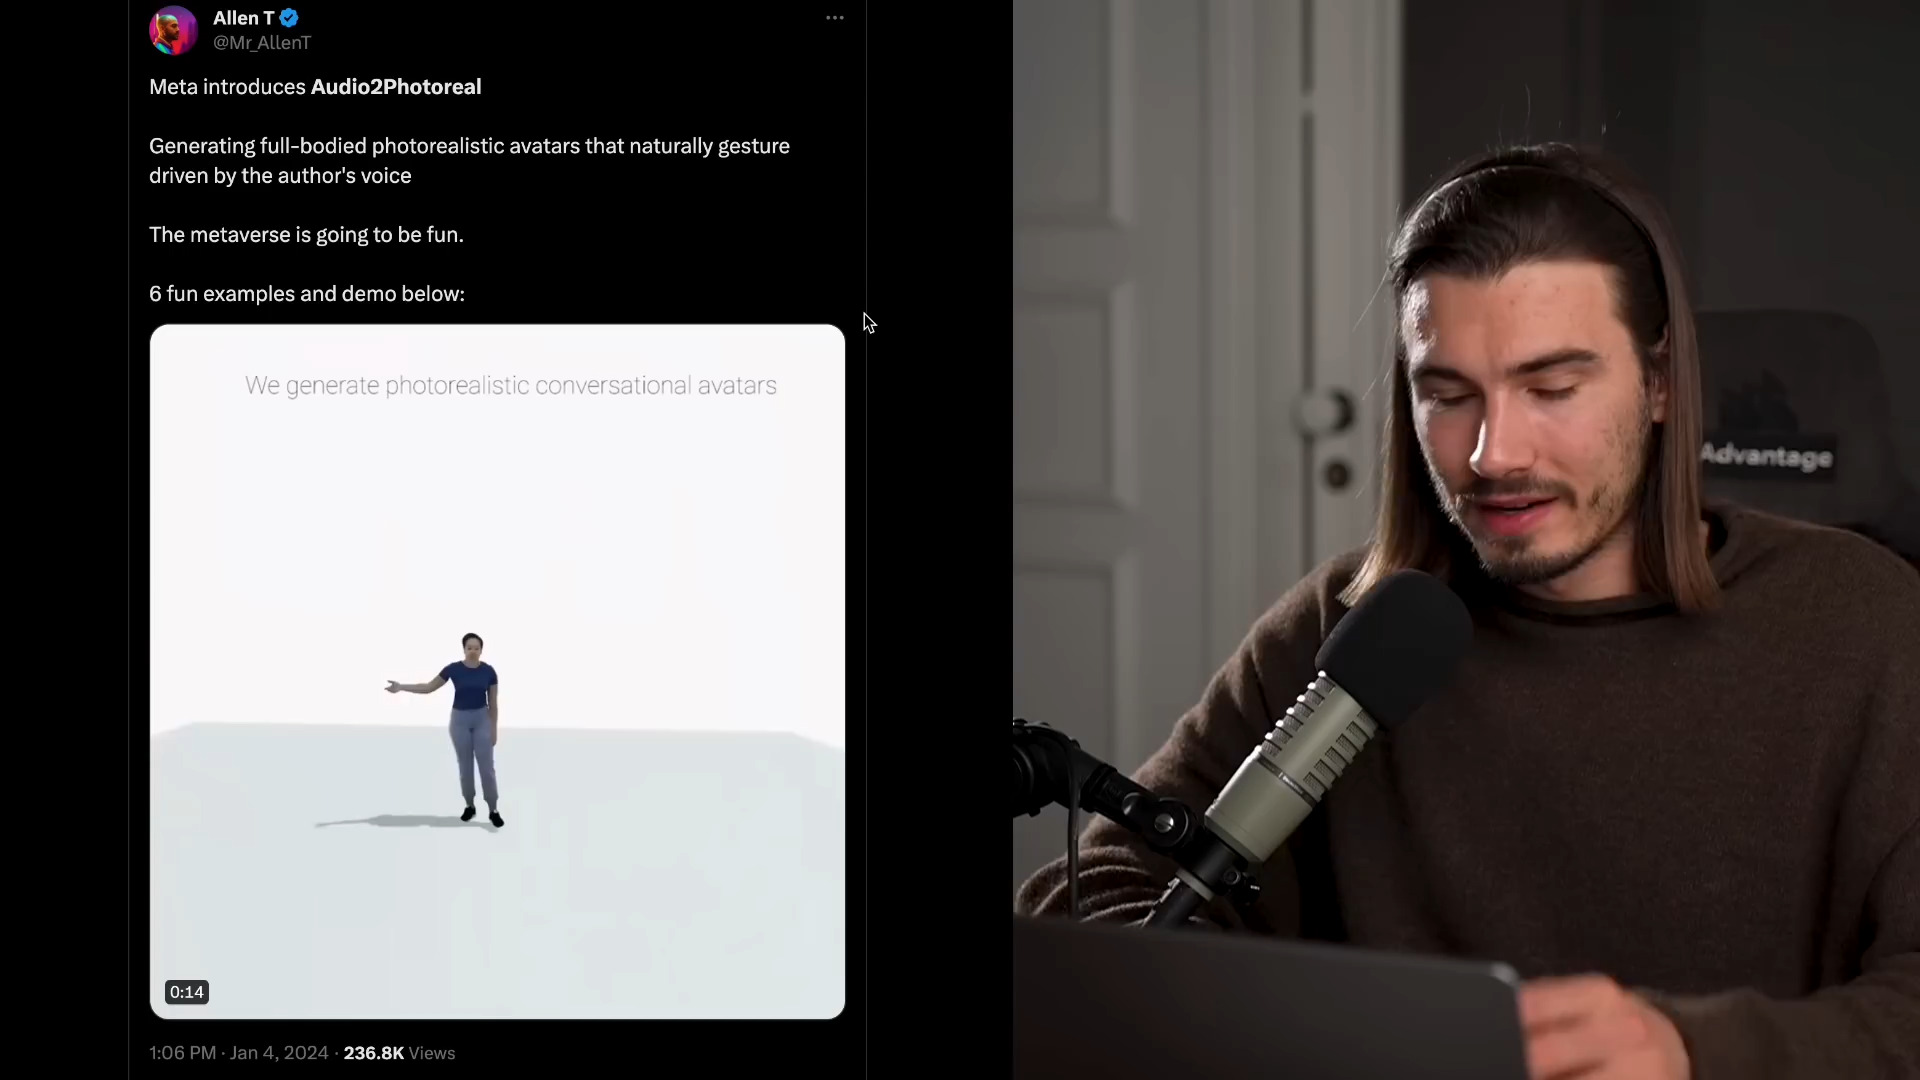 Allen T
@Mr_AllenT
Meta introduces Audio2Photoreal
Generating full-bodied photorealistic avatars that naturally gesture
driven by the author's voice
The metaverse is going to be fun.
6 fun examples and demo below:
We generate photorealistic conversational avatars
0:14
1:06 PM · Jan 4, 2024 · 236.8K Views
Advantage